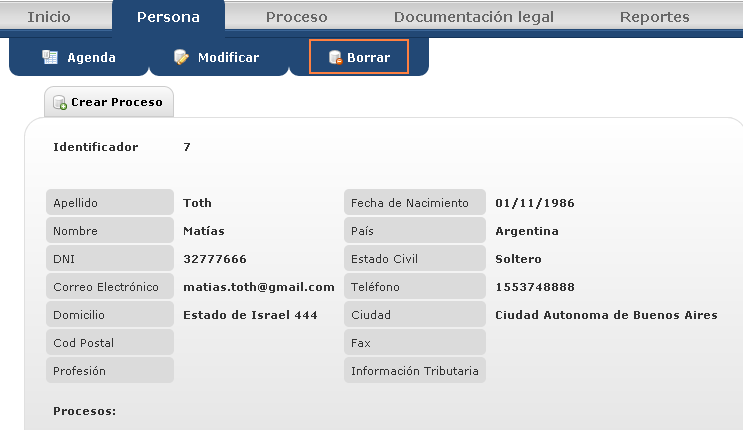 Inicio Persona Proceso Documentación legal Reportes
Agenda Modificar Borrar
Crear Proceso
Identificador 7
Apellido Toth Fecha de Nacimiento 01/11/1986
Nombre Matías País Argentina
DNI 32777666 Estado Civil Soltero
Correo Electrónico matias.toth@gmail.com Teléfono 1553748888
Domicilio Estado de Israel 444 Ciudad Ciudad Autonoma de Buenos Aires
Cod Postal Fax
Profesión Información Tributaria
Procesos: